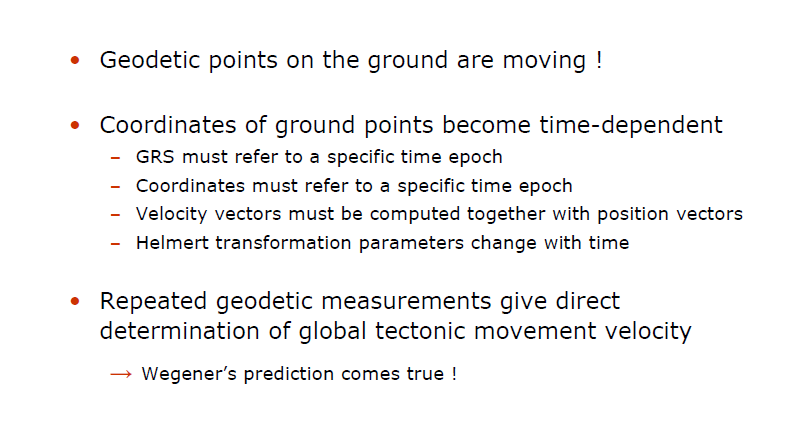 • Geodetic points on the ground are moving !
• Coordinates of ground points become time-dependent
– GRS must refer to a specific time epoch
– Coordinates must refer to a specific time epoch
– Velocity vectors must be computed together with position vectors
– Helmert transformation parameters change with time
• Repeated geodetic measurements give direct
determination of global tectonic movement velocity
→ Wegener’s prediction comes true !